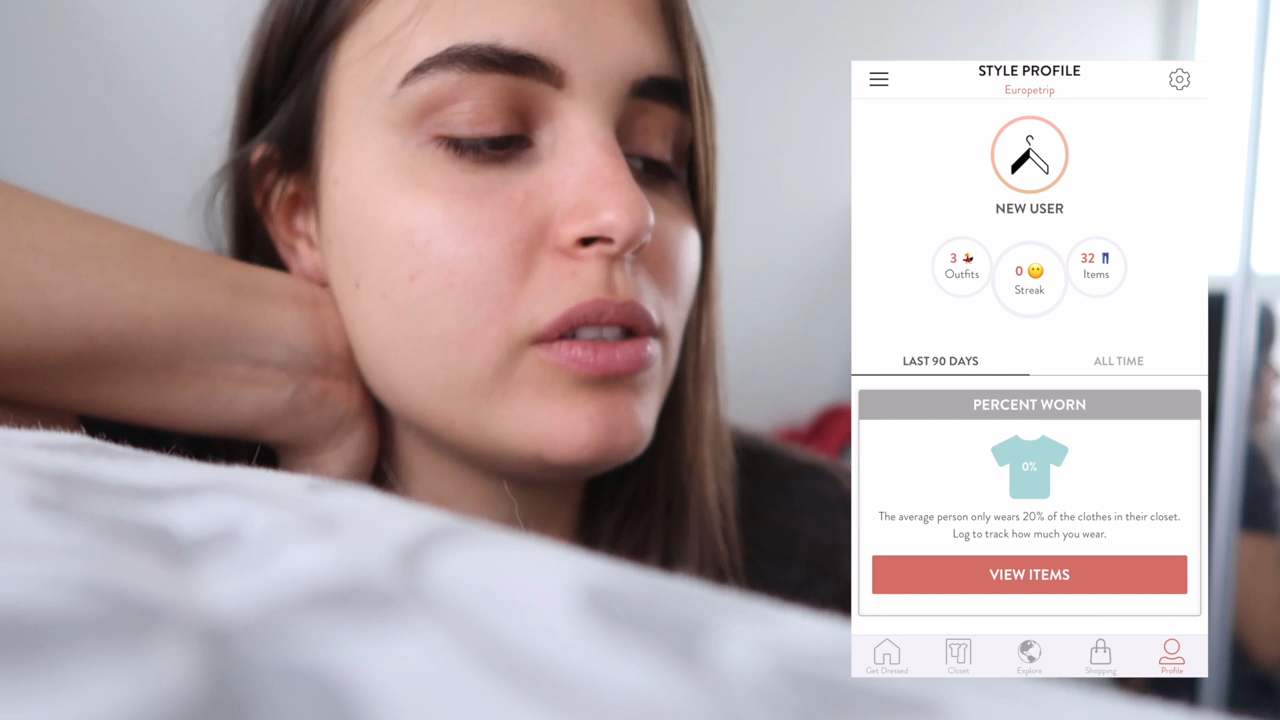 STYLE PROFILE
Europetrip
NEW USER
3
Outfits
0
Streak
32
Items
LAST 90 DAYS
ALL TIME
PERCENT WORN
0%
The average person only wears 20% of the clothes in their closet.
Log to track how much you wear.
VIEW ITEMS
Get Dressed
Closet
Explore
Shopping
Profile